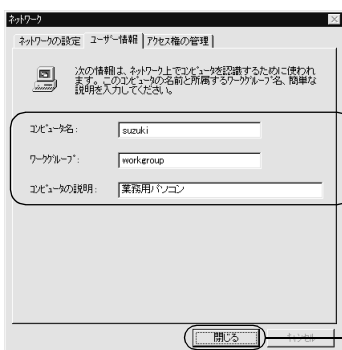 ネットワーク
ネットワークの設定 ユーザー情報 アクセス権の管理
次の情報は、ネットワーク上でコンピュータを認識するために使われ
ます。このコンピュータの名前と所属するワークグループ名、簡単な
説明を入力してください。
コンピュータ名: suzuki
ワークグループ: workgroup
コンピュータの説明: 業務用パソコン
閉じる キャンセル